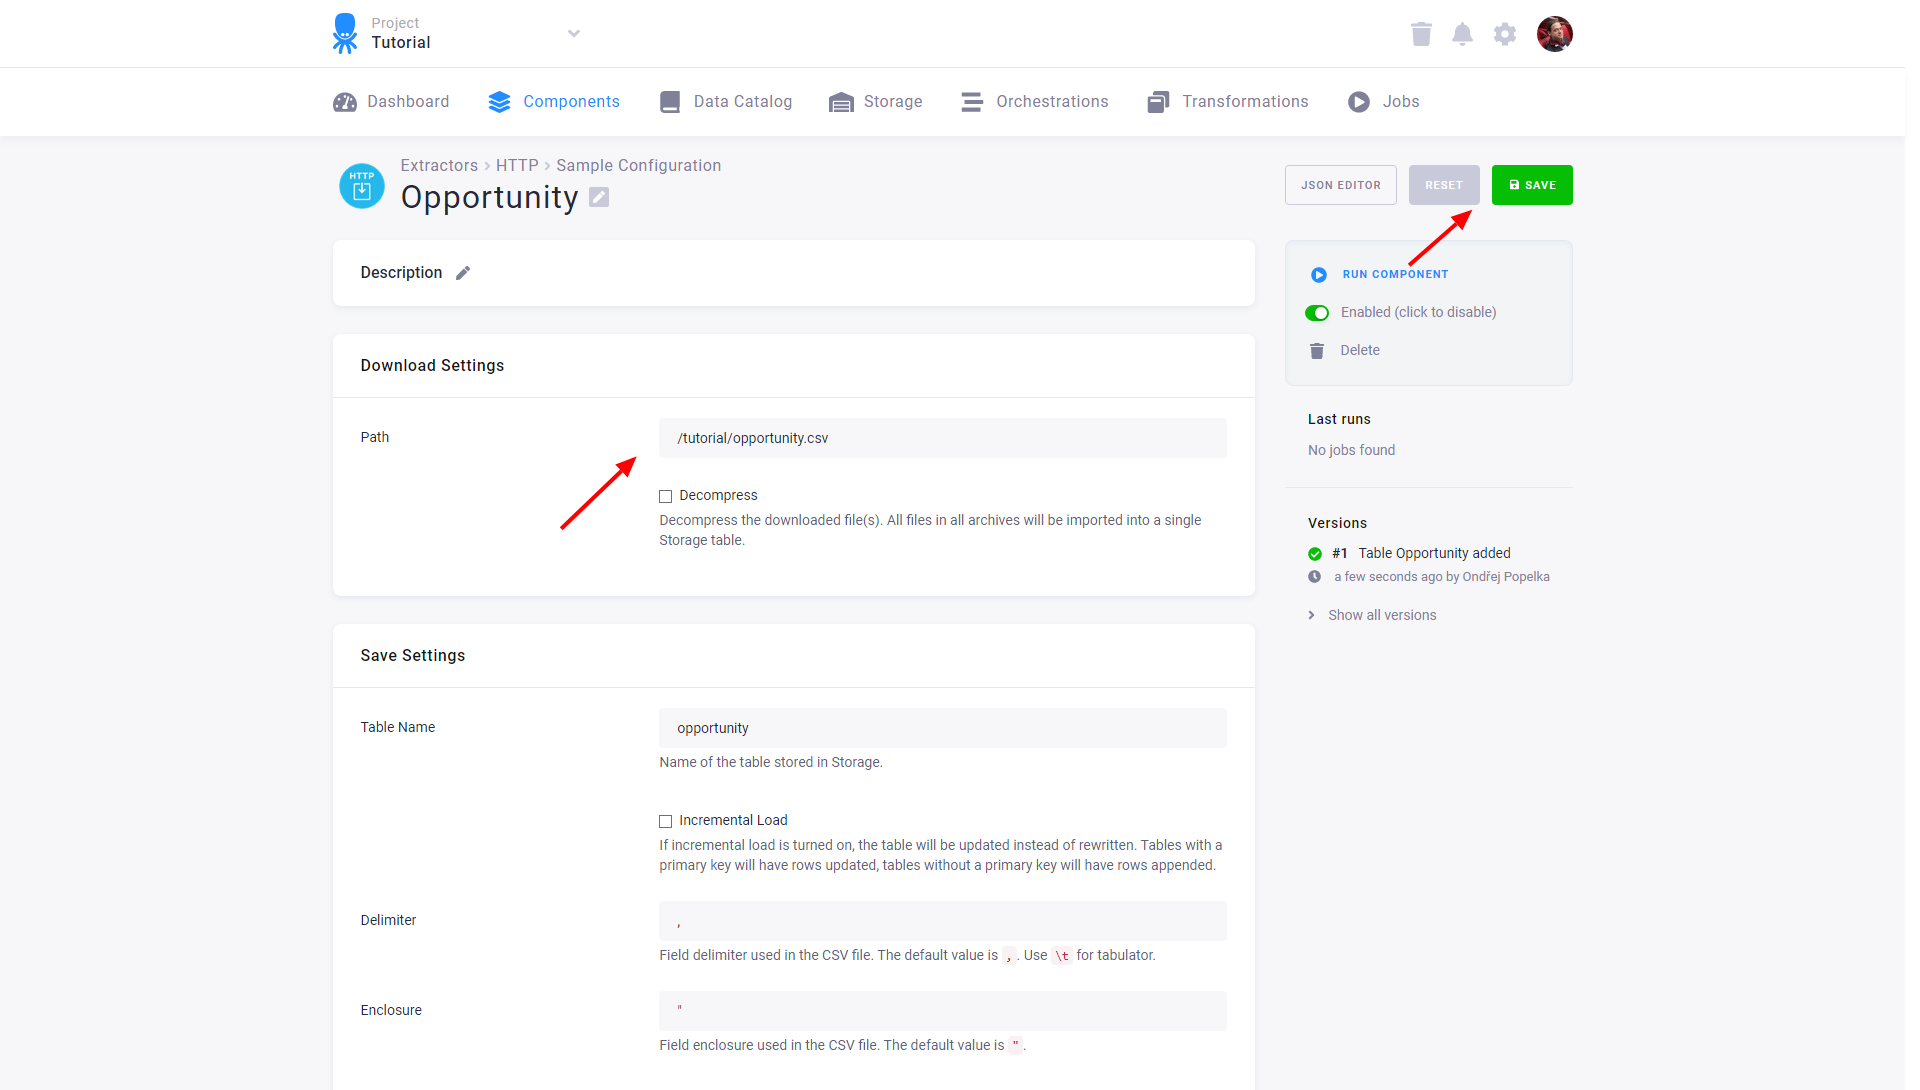 Project
Tutorial
Dashboard
Components
Data Catalog
Storage
Orchestrations
Transformations
Jobs
HTTP
Extractors > HTTP > Sample Configuration
Opportunity
JSON EDITOR
RESET
SAVE
Description
RUN COMPONENT
Enabled (click to disable)
Delete
Download Settings
Path
/tutorial/opportunity.csv
Decompress
Decompress the downloaded file(s). All files in all archives will be imported into a single
Storage table.
Last runs
No jobs found
Versions
#1 Table Opportunity added
a few seconds ago by Ondřej Popelka
Show all versions
Save Settings
Table Name
opportunity
Name of the table stored in Storage.
Incremental Load
If incremental load is turned on, the table will be updated instead of rewritten. Tables with a
primary key will have rows updated, tables without a primary key will have rows appended.
Delimiter
,
Field delimiter used in the CSV file. The default value is , . Use \t for tabulator.
Enclosure
"
Field enclosure used in the CSV file. The default value is " .